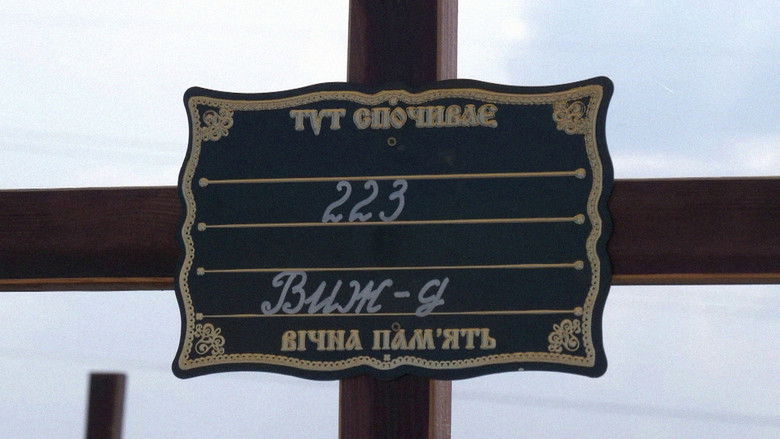 ТУТ СПОЧИВАЄ
223
Виж-д
ВІЧНА ПАМ'ЯТЬ